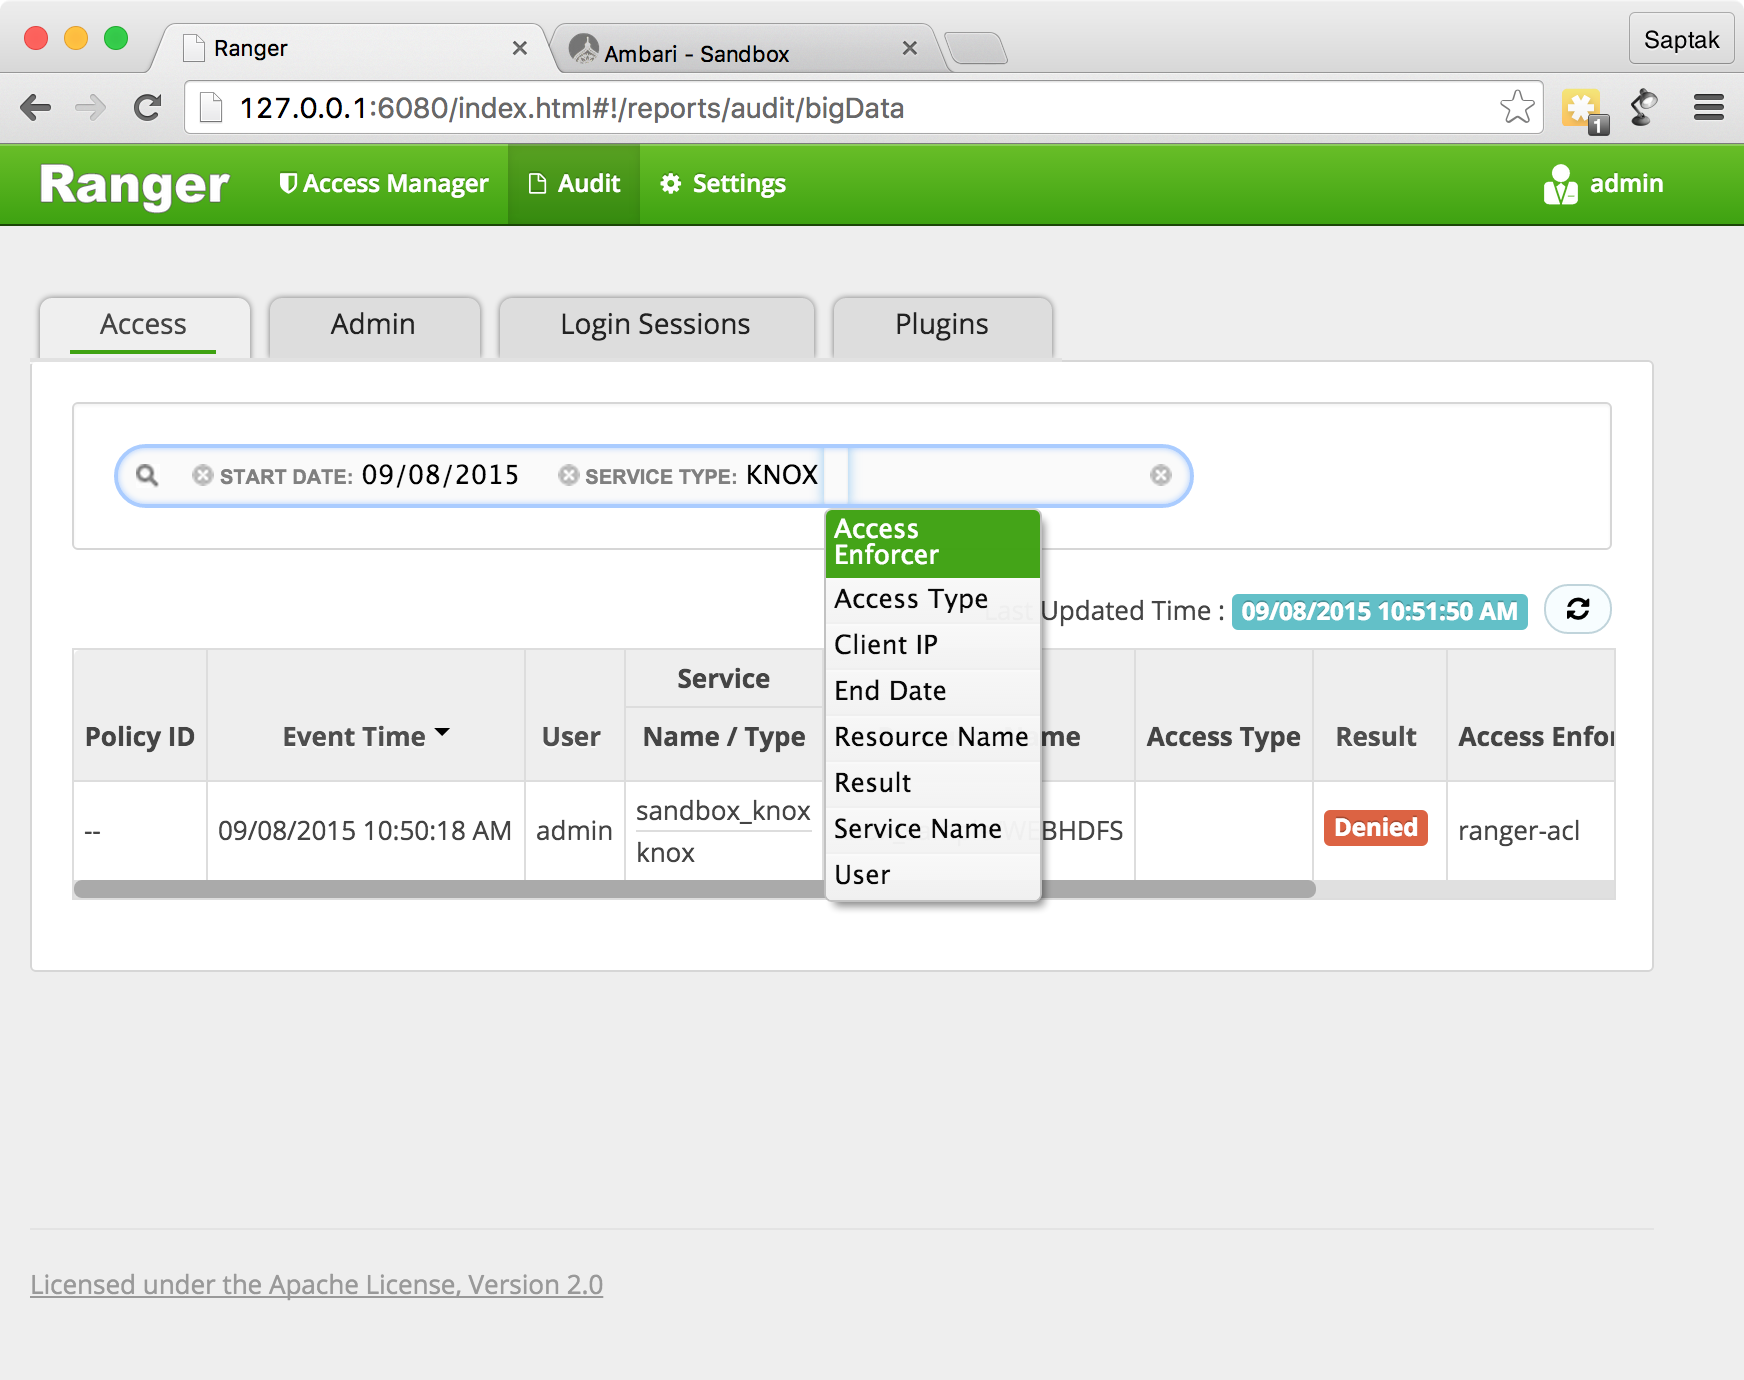 Ranger
Ambari - Sandbox
Saptak
127.0.0.1:6080/index.html#!/reports/audit/bigData
1
Ranger
Access Manager
Audit
Settings
admin
Access
Admin
Login Sessions
Plugins
START DATE: 09/08/2015
SERVICE TYPE: KNOX
Access
Enforcer
Access Type
Client IP
End Date
Resource Name
Result
Service Name
User
Last Updated Time :
09/08/2015 10:51:50 AM
Policy ID
Event Time
User
Service
Name / Type
me
Access Type
Result
Access Enfor
--
09/08/2015 10:50:18 AM
admin
sandbox_knox
knox
WEBHDFS
Denied
ranger-acl
Licensed under the Apache License, Version 2.0